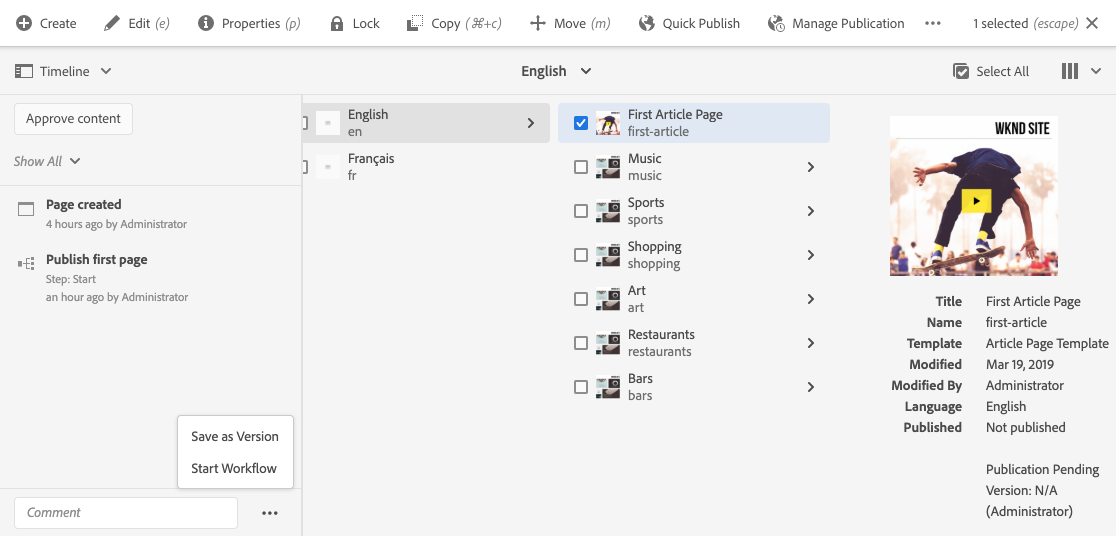 Create Edit (e) Properties (p) Lock Copy (⌘+c) Move (m) Quick Publish Manage Publication ••• 1 selected (escape)
Timeline English Select All
Approve content
Show All
Page created
4 hours ago by Administrator
Publish first page
Step: Start
an hour ago by Administrator
Save as Version
Start Workflow
Comment
English
en
Français
fr
First Article Page
first-article
Music
music
Sports
sports
Shopping
shopping
Art
art
Restaurants
restaurants
Bars
bars
WKND SITE
Title First Article Page
Name first-article
Template Article Page Template
Modified Mar 19, 2019
Modified By Administrator
Language English
Published Not published
Publication Pending
Version: N/A
(Administrator)